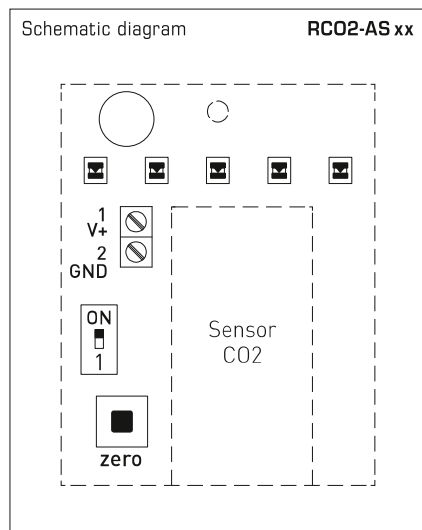 Schematic diagram RCO2-AS xx
1
V+
2
GND
ON
1
Sensor
CO2
zero